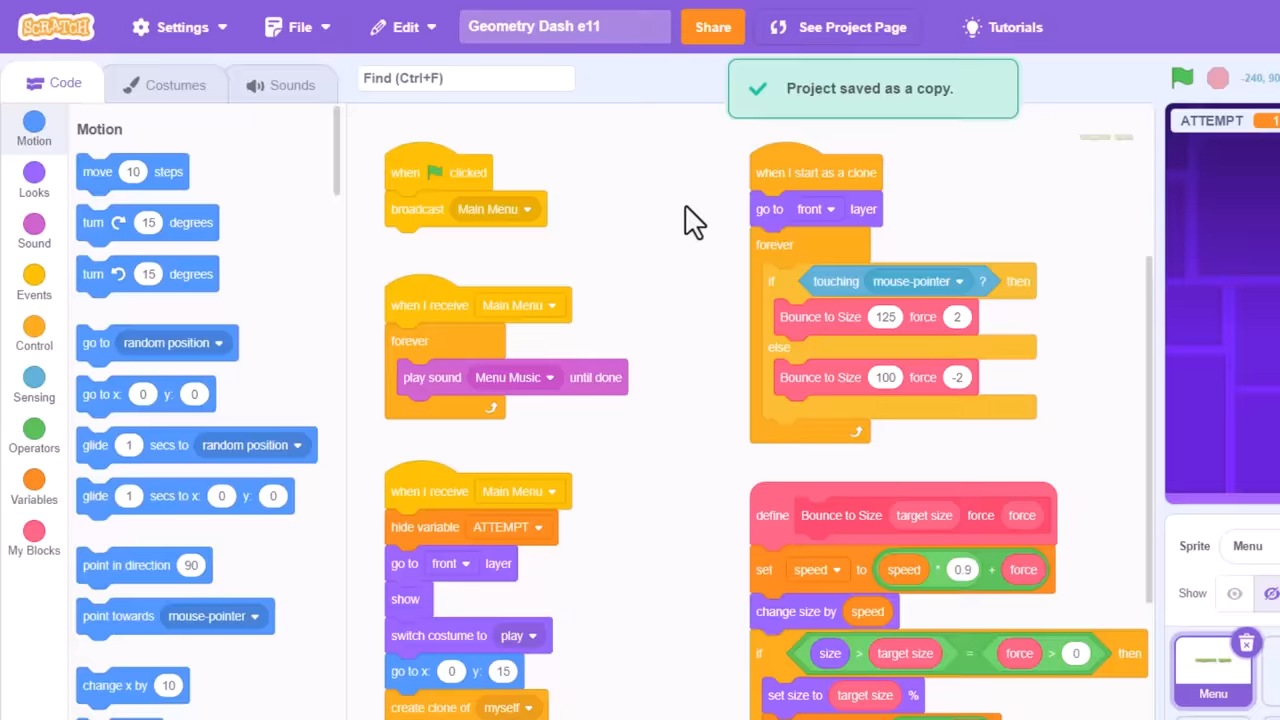 SCRATCH Settings File Edit Geometry Dash e11 Share See Project Page Tutorials
Code Costumes Sounds Find (Ctrl+F) Project saved as a copy. -240, 90
Motion
Looks
Sound
Events
Control
Sensing
Operators
Variables
My Blocks
Motion
move 10 steps
turn 15 degrees
turn 15 degrees
go to random position
go to x: 0 y: 0
glide 1 secs to random position
glide 1 secs to x: 0 y: 0
point in direction 90
point towards mouse-pointer
change x by 10
when clicked
broadcast Main Menu
when I receive Main Menu
forever
play sound Menu Music until done
when I receive Main Menu
hide variable ATTEMPT
go to front layer
show
switch costume to play
go to x: 0 y: 15
create clone of myself
when I start as a clone
go to front layer
forever
if touching mouse-pointer ? then
Bounce to Size 125 force 2
else
Bounce to Size 100 force -2
define Bounce to Size target size force force
set speed to speed * 0.9 + force
change size by speed
if size > target size = force > 0 then
set size to target size %
ATTEMPT 1
Sprite Menu
Show
Menu